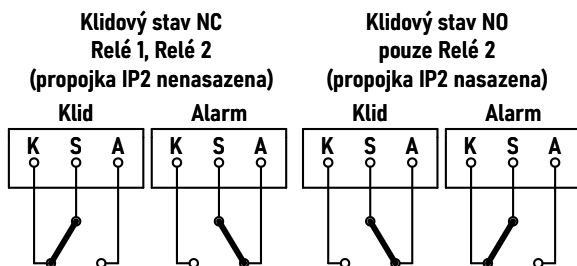 Klidový stav NC
Relé 1, Relé 2
(propojka IP2 nenasazena)
Klid Alarm
K S A K S A
Klidový stav NO
pouze Relé 2
(propojka IP2 nasazena)
Klid Alarm
K S A K S A